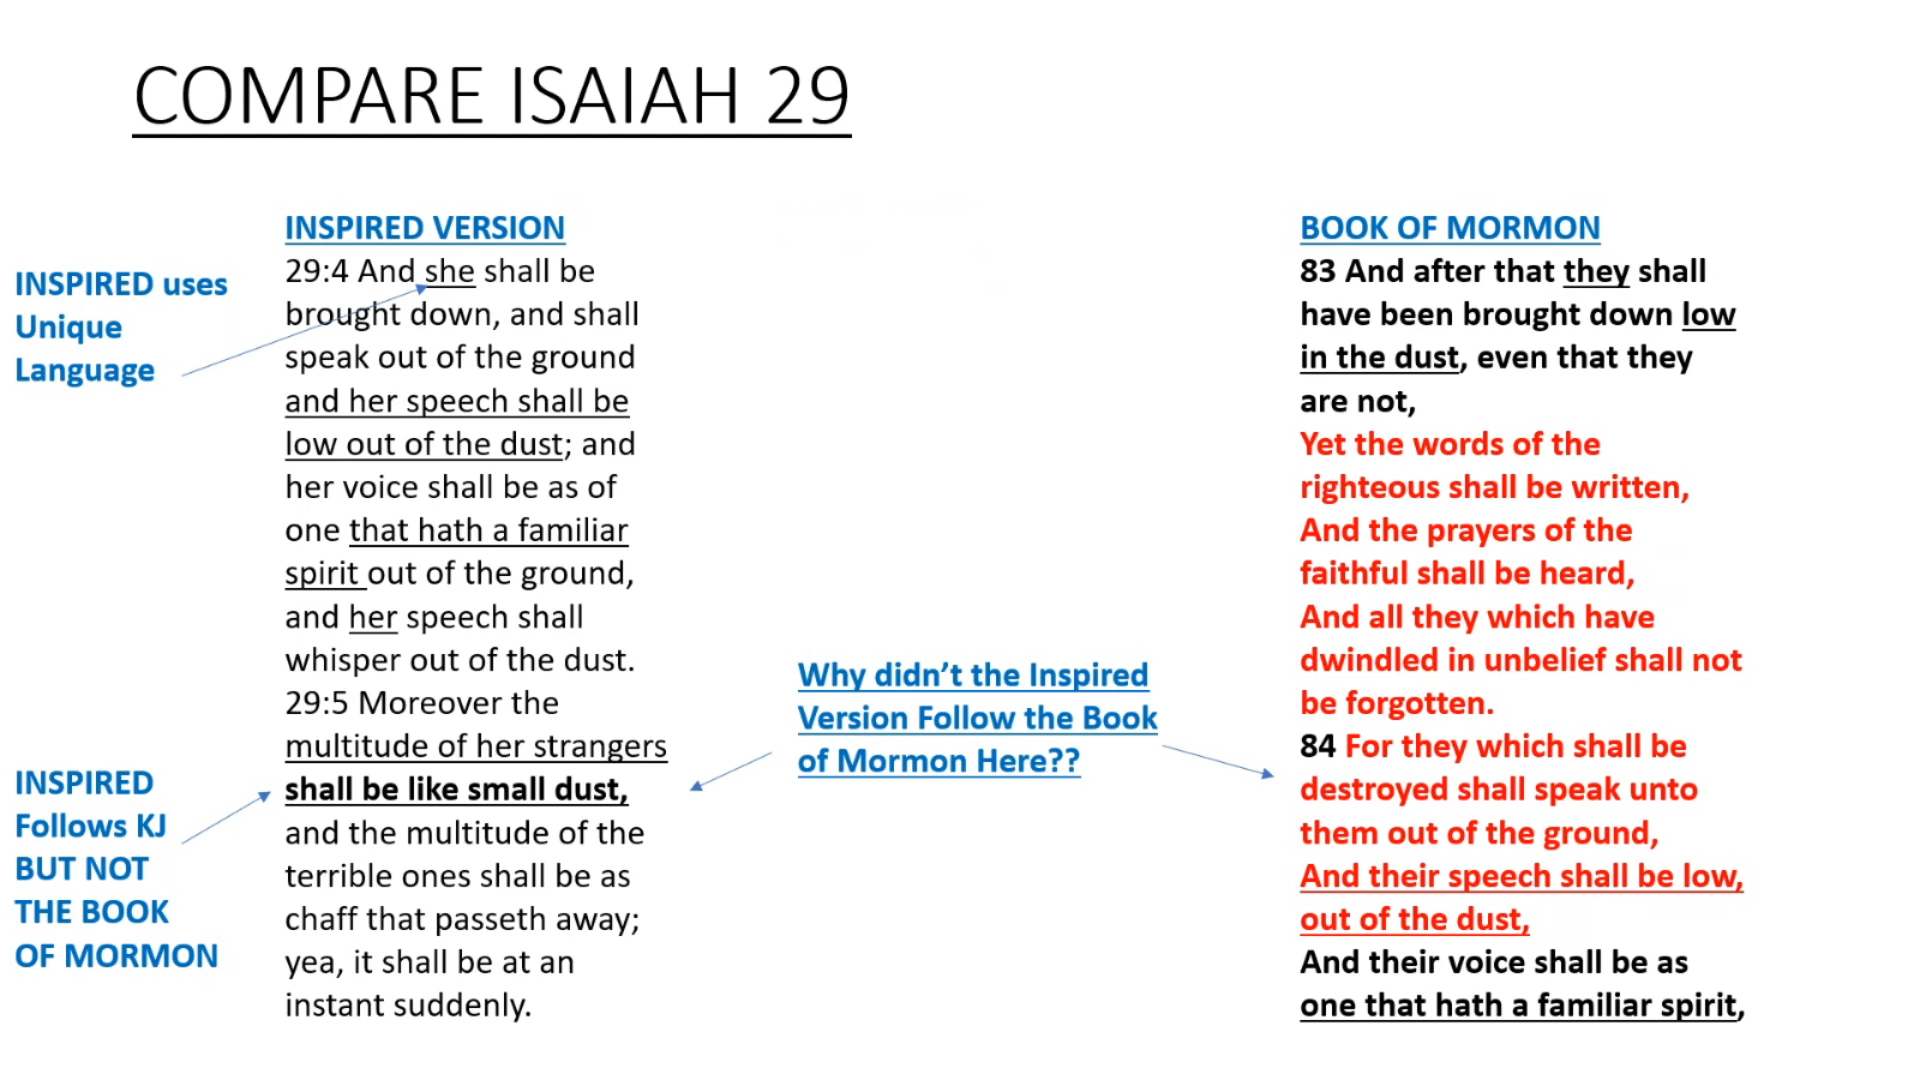 COMPARE ISAIAH 29
INSPIRED uses
Unique
Language
INSPIRED
Follows KJ
BUT NOT
THE BOOK
OF MORMON
INSPIRED VERSION
29:4 And she shall be
brought down, and shall
speak out of the ground
and her speech shall be
low out of the dust; and
her voice shall be as of
one that hath a familiar
spirit out of the ground,
and her speech shall
whisper out of the dust.
29:5 Moreover the
multitude of her strangers
shall be like small dust,
and the multitude of the
terrible ones shall be as
chaff that passeth away;
yea, it shall be at an
instant suddenly.
Why didn’t the Inspired
Version Follow the Book
of Mormon Here??
BOOK OF MORMON
83 And after that they shall
have been brought down low
in the dust, even that they
are not,
Yet the words of the
righteous shall be written,
And the prayers of the
faithful shall be heard,
And all they which have
dwindled in unbelief shall not
be forgotten.
84 For they which shall be
destroyed shall speak unto
them out of the ground,
And their speech shall be low,
out of the dust,
And their voice shall be as
one that hath a familiar spirit,